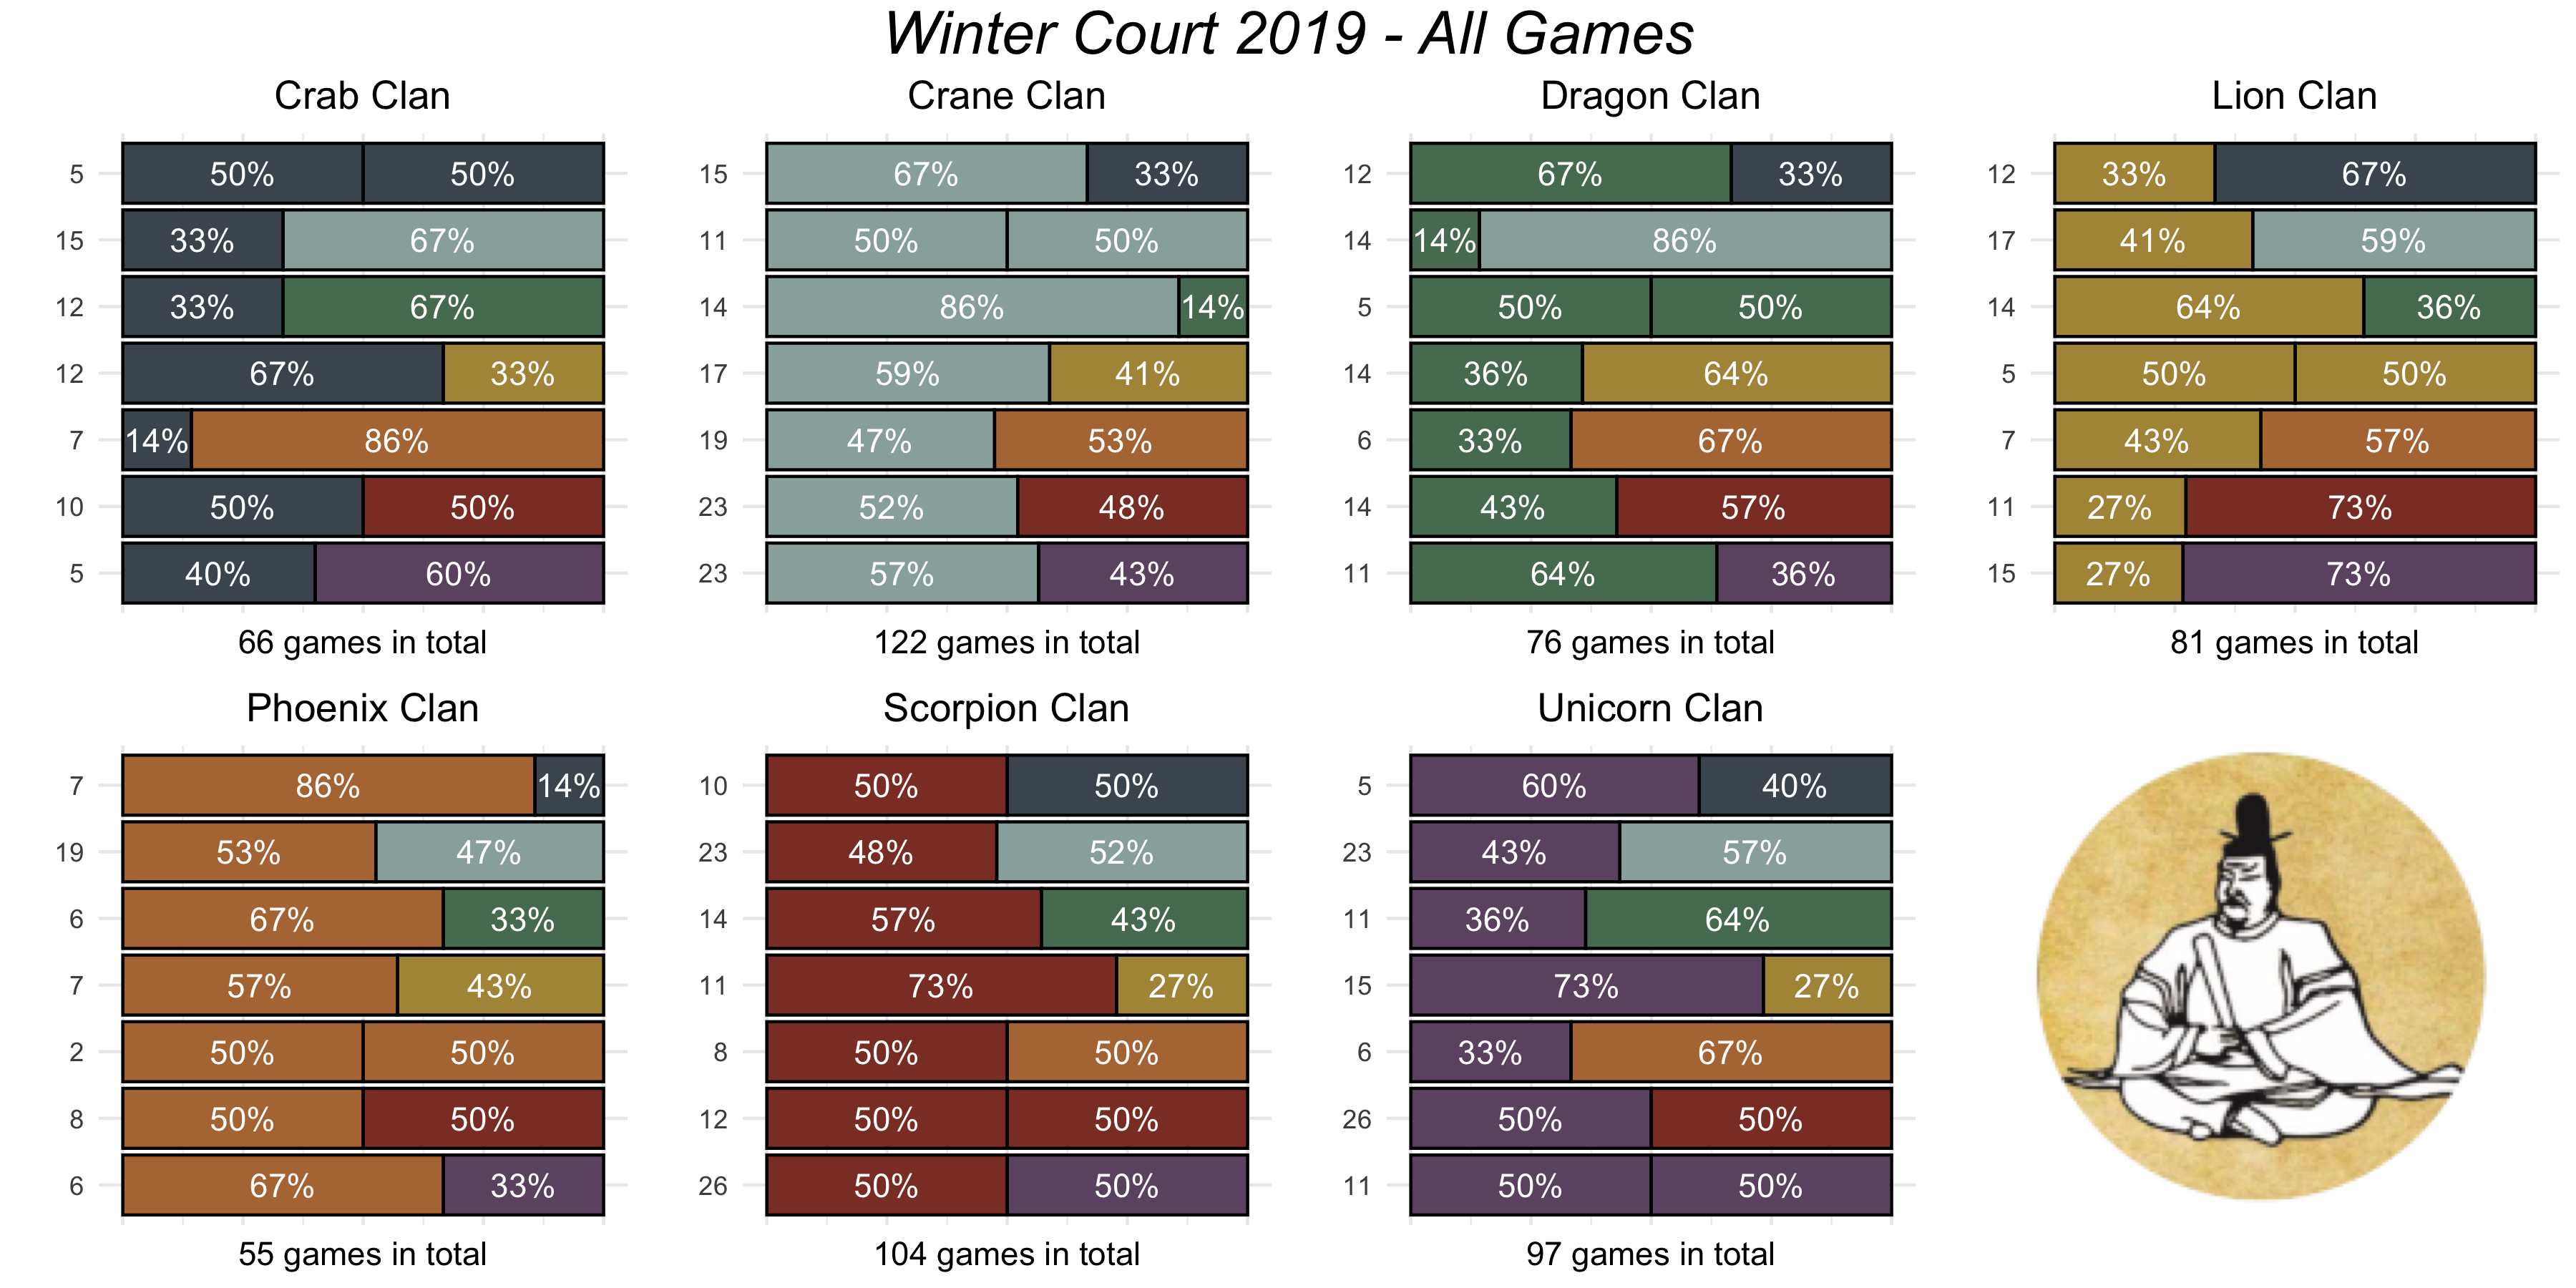 Winter Court 2019 - All Games
Crab Clan
5 50% 50%
15 33% 67%
12 33% 67%
12 67% 33%
7 14% 86%
10 50% 50%
5 40% 60%
66 games in total
Crane Clan
15 67% 33%
11 50% 50%
14 86% 14%
17 59% 41%
19 47% 53%
23 52% 48%
23 57% 43%
122 games in total
Dragon Clan
12 67% 33%
14 14% 86%
5 50% 50%
14 36% 64%
6 33% 67%
14 43% 57%
11 64% 36%
76 games in total
Lion Clan
12 33% 67%
17 41% 59%
14 64% 36%
5 50% 50%
7 43% 57%
11 27% 73%
15 27% 73%
81 games in total
Phoenix Clan
7 86% 14%
19 53% 47%
6 67% 33%
7 57% 43%
2 50% 50%
8 50% 50%
6 67% 33%
55 games in total
Scorpion Clan
10 50% 50%
23 48% 52%
14 57% 43%
11 73% 27%
8 50% 50%
12 50% 50%
26 50% 50%
104 games in total
Unicorn Clan
5 60% 40%
23 43% 57%
11 36% 64%
15 73% 27%
6 33% 67%
26 50% 50%
11 50% 50%
97 games in total